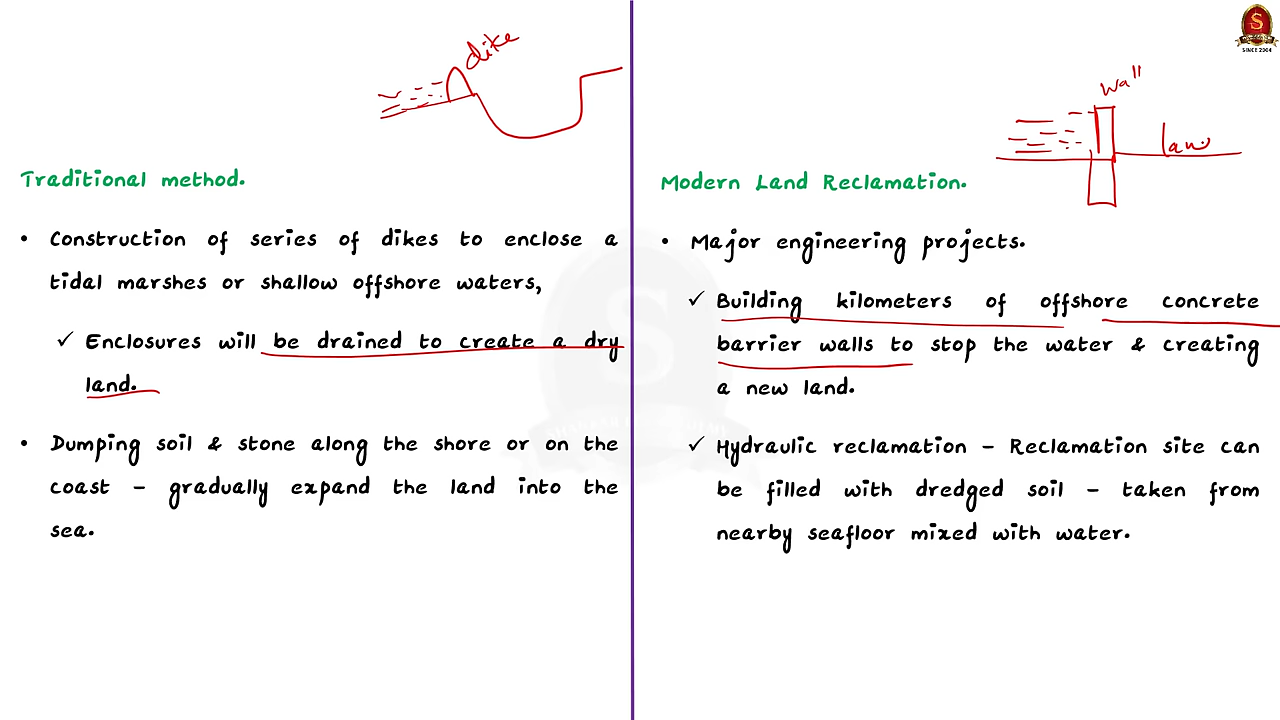 dike
wall
SINCE 2004
Traditional method.
• Construction of series of dikes to enclose a
tidal marshes or shallow offshore waters,
✓ Enclosures will be drained to create a dry
land.
• Dumping soil & stone along the shore or on the
coast – gradually expand the land into the
sea.
Modern Land Reclamation.
• Major engineering projects.
✓ Building kilometers of offshore concrete
barrier walls to stop the water & creating
a new land.
✓ Hydraulic reclamation – Reclamation site can
be filled with dredged soil – taken from
nearby seafloor mixed with water.